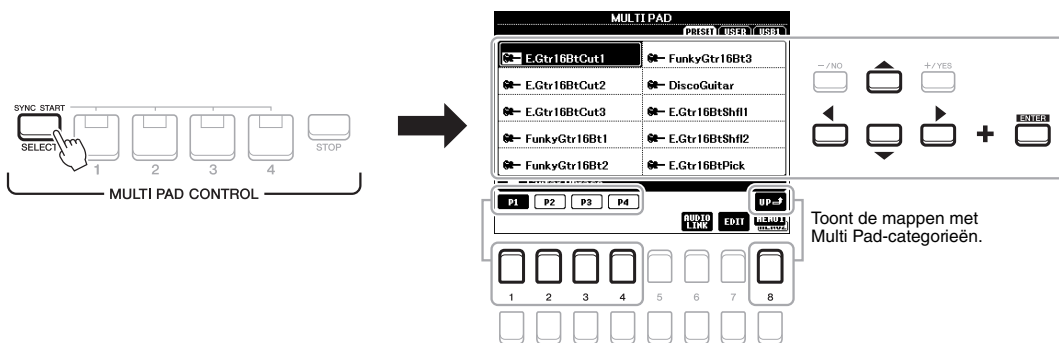 SYNC START
SELECT
1 2 3 4 STOP
MULTI PAD CONTROL
MULTI PAD
PRESET USER USB1
E.Gtr16BtCut1 FunkyGtr16Bt3
E.Gtr16BtCut2 DiscoGuitar
E.Gtr16BtCut3 E.Gtr16BtShfl1
FunkyGtr16Bt1 E.Gtr16BtShfl2
FunkyGtr16Bt2 E.Gtr16BtPick
P1 P2 P3 P4 UP
AUDIO LINK EDIT MENU1
MENU2
1 2 3 4 5 6 7 8
-/NO +/YES
+ ENTER
Toont de mappen met
Multi Pad-categorieën.